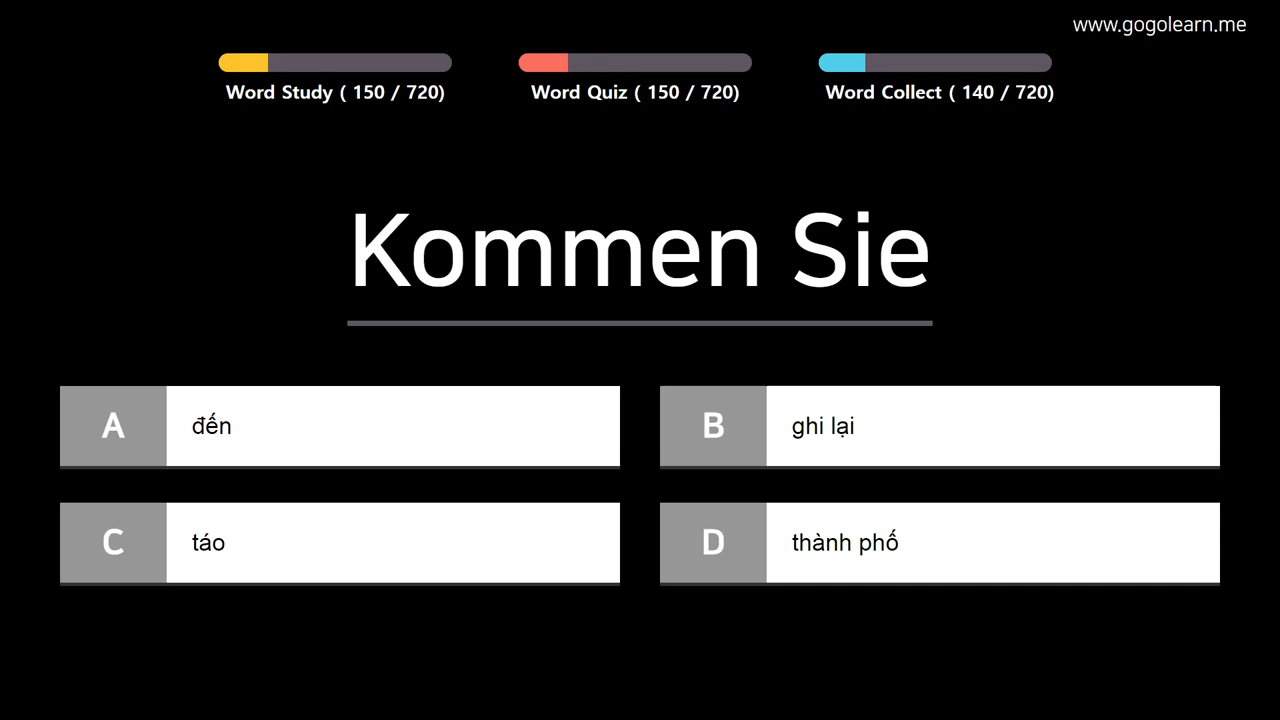 www.gogolearn.me
Word Study ( 150 / 720)
Word Quiz ( 150 / 720)
Word Collect ( 140 / 720)
Kommen Sie
A
đến
B
ghi lại
C
táo
D
thành phố